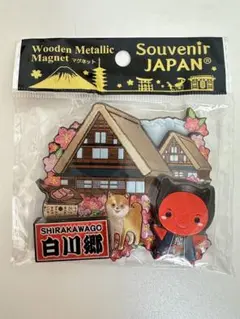 Wooden Metallic
Magnet マグネット
Souvenir
JAPAN®
SHIRAKAWAGO
白川郷